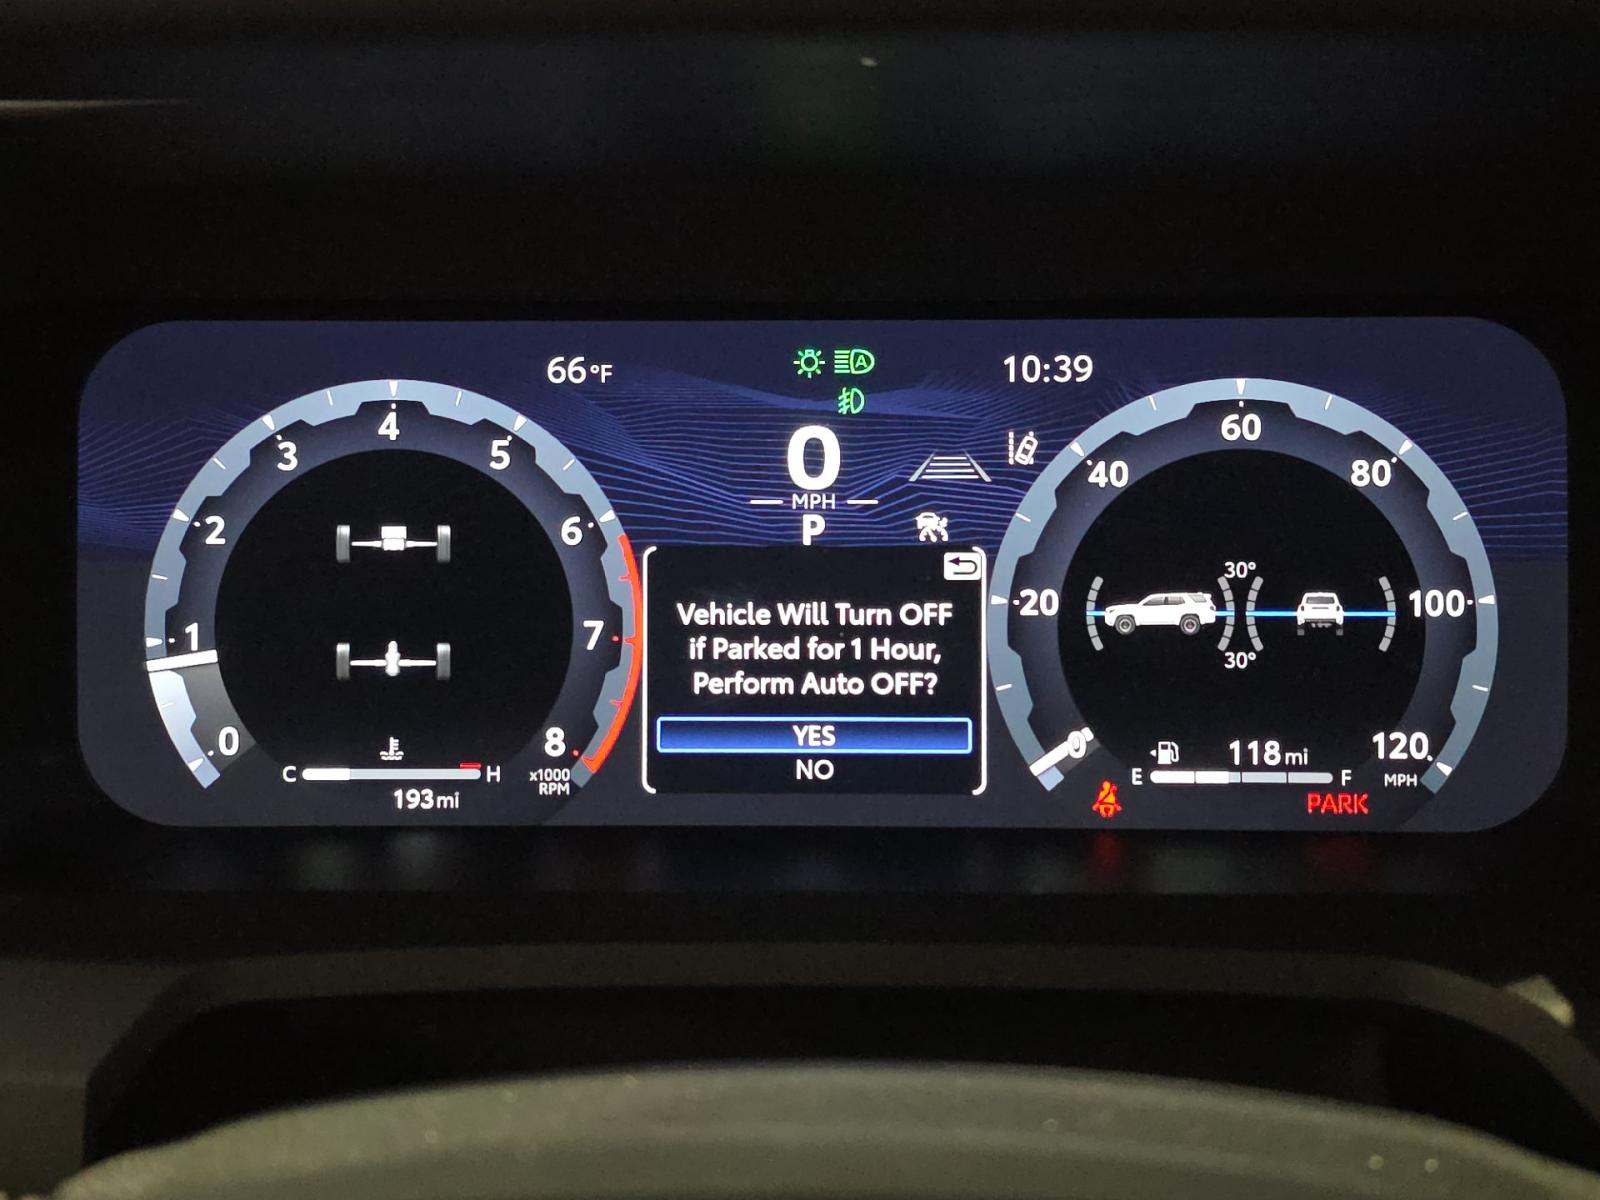 66°F
10:39
0
MPH
P
0
1
2
3
4
5
6
7
8
x1000
RPM
C
H
193mi
Vehicle Will Turn OFF
if Parked for 1 Hour,
Perform Auto OFF?
YES
NO
0
20
40
60
80
100
120
MPH
30°
30°
118mi
E
F
PARK
A